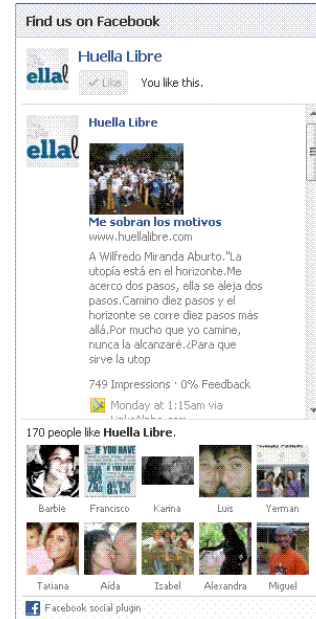 Find us on Facebook
Huella Libre
ella
Like You like this.
Huella Libre
ella
Me sobran los motivos
www.huellalibre.com
A Wilfredo Miranda Aburto."La
utopía está en el horizonte.Me
acerco dos pasos, ella se aleja dos
pasos.Camino diez pasos y el
horizonte se corre diez pasos más
allá.Por mucho que yo camine,
nunca la alcanzaré.¿Para que
sirve la utop
749 Impressions · 0% Feedback
Monday at 1:15am via
170 people like Huella Libre.
IF YOU HAVE
Barbie Francisco Karina Luis Yerman
Tatiana Aída Isabel Alexandra Miguel
Facebook social plugin